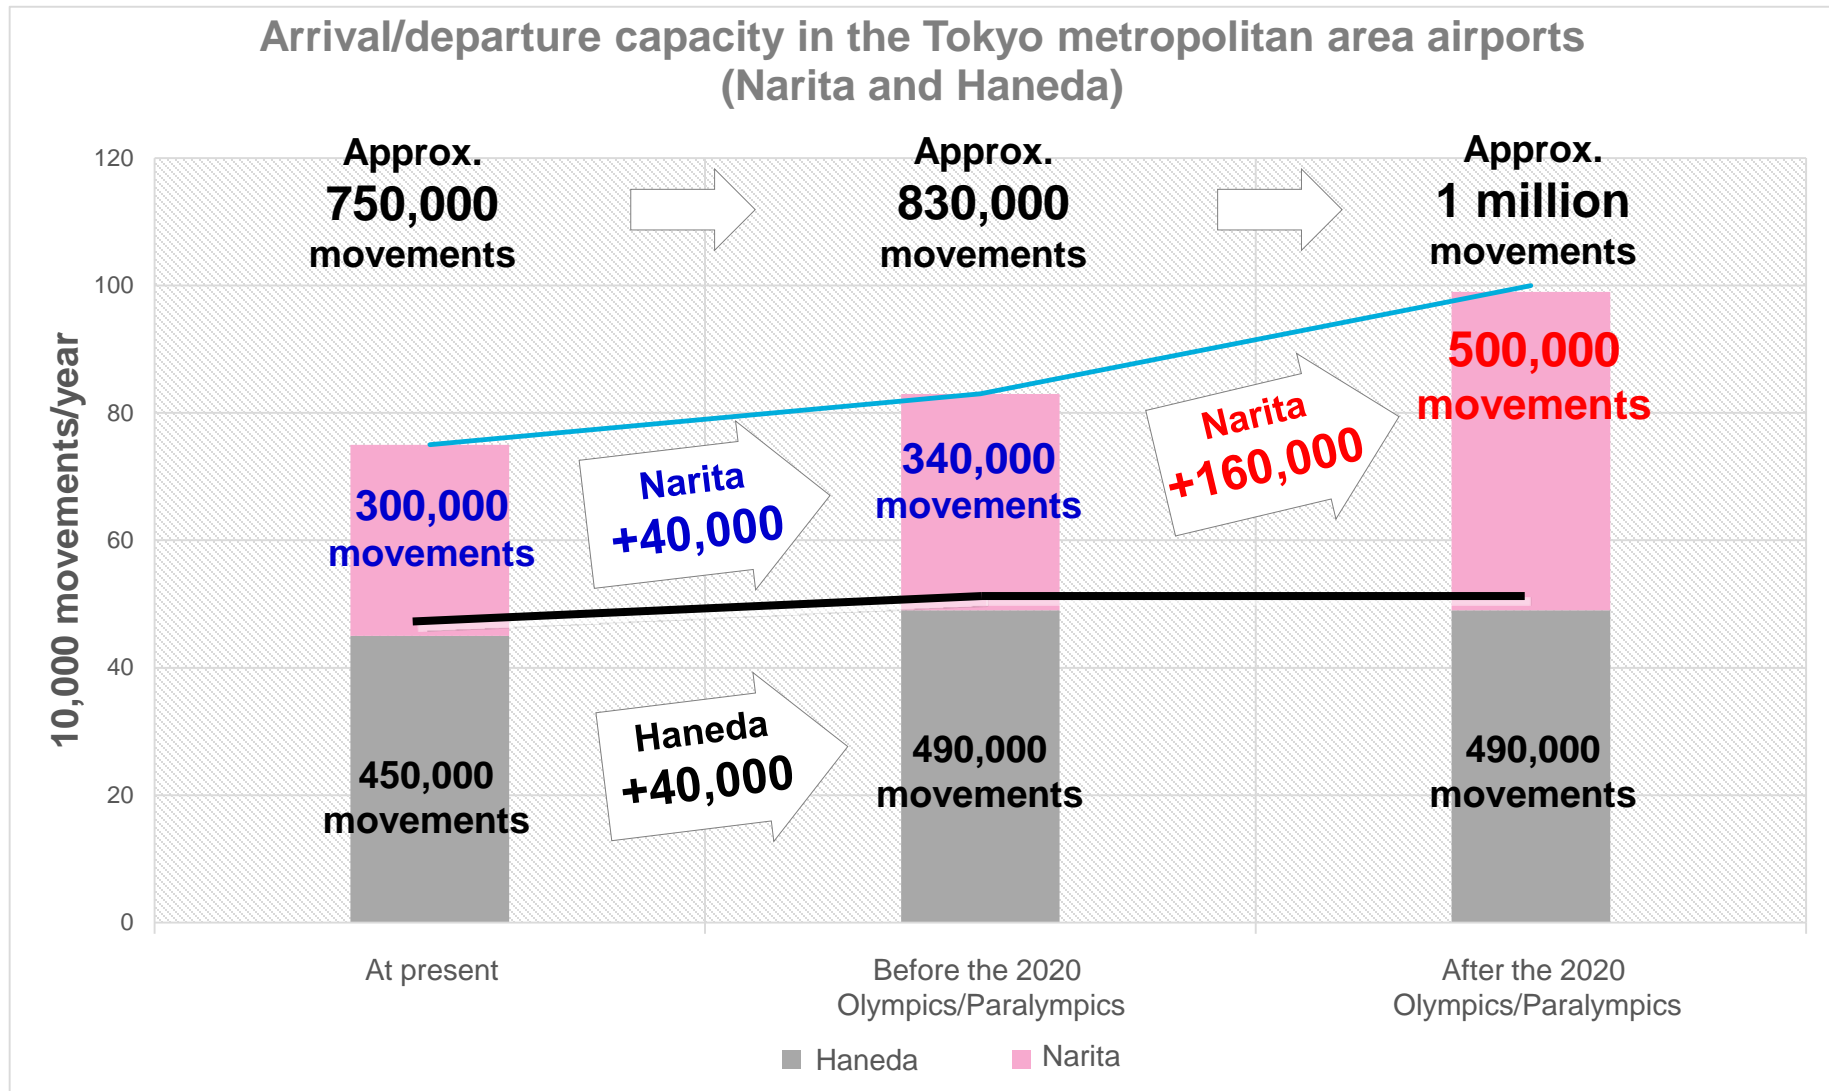 Arrival/departure capacity in the Tokyo metropolitan area airports
(Narita and Haneda)
10,000 movements/year
120
100
80
60
40
20
0
Approx.
750,000
movements
Approx.
830,000
movements
Approx.
1 million
movements
300,000
movements
Narita
+40,000
340,000
movements
Narita
+160,000
500,000
movements
450,000
movements
Haneda
+40,000
490,000
movements
490,000
movements
At present
Before the 2020
Olympics/Paralympics
After the 2020
Olympics/Paralympics
Haneda
Narita